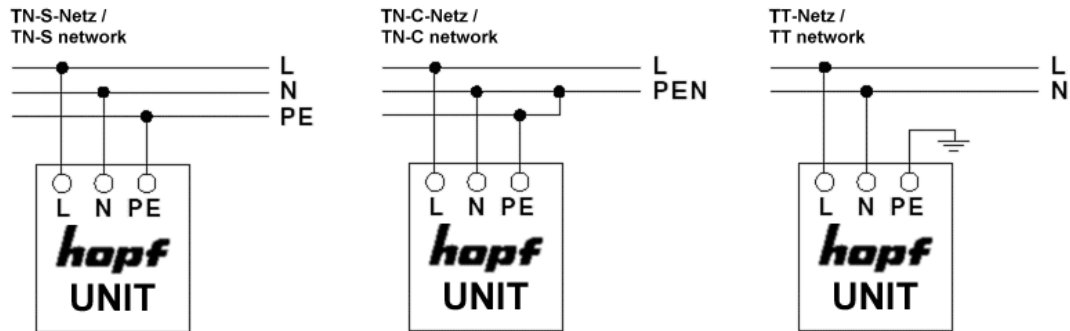 TN-S-Netz /
TN-S network
L
N
PE
L N PE
hopf
UNIT
TN-C-Netz /
TN-C network
L
PEN
L N PE
hopf
UNIT
TT-Netz /
TT network
L
N
L N PE
hopf
UNIT